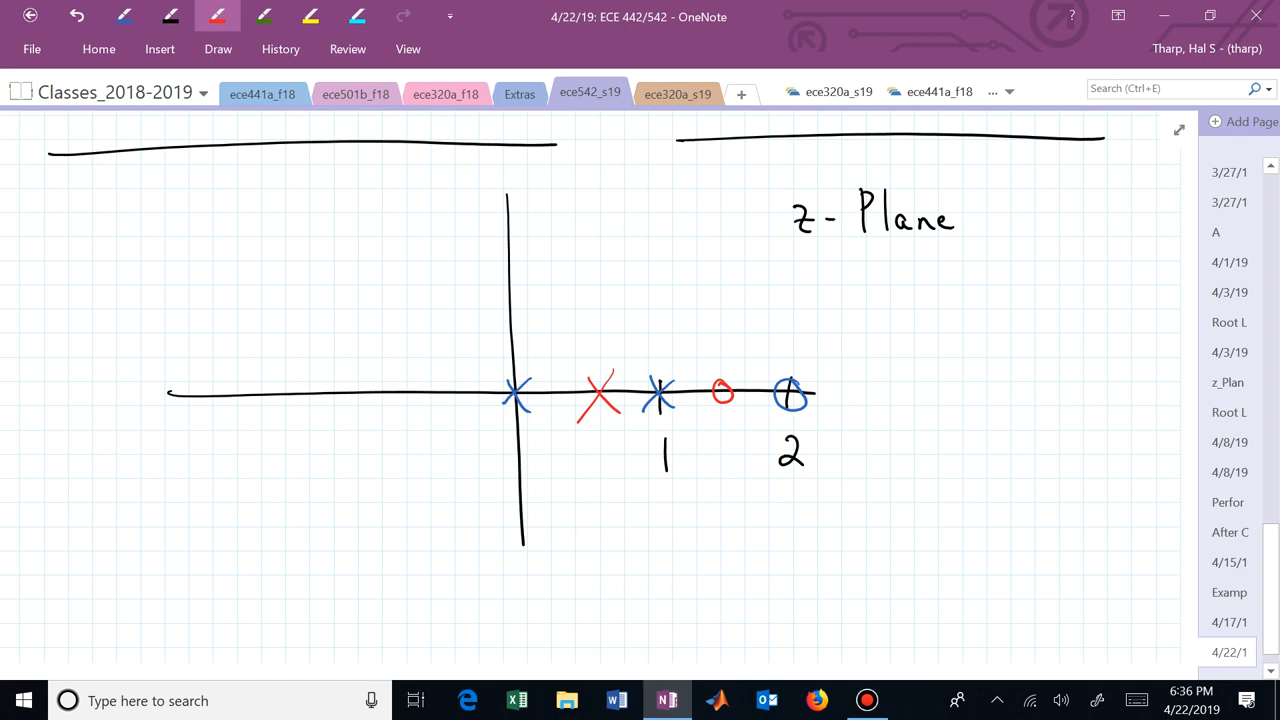 4/22/19: ECE 442/542 - OneNote
File Home Insert Draw History Review View
Tharp, Hal S - (tharp)
Classes_2018-2019
ece441a_f18 ece501b_f18 ece320a_f18 Extras ece542_s19 ece320a_s19 + ece320a_s19 ece441a_f18 ...
Search (Ctrl+E)
Add Page
3/27/1
3/27/1
A
4/1/19
4/3/19
Root L
4/3/19
z_Plan
Root L
4/8/19
4/8/19
Perfor
After C
4/15/1
Examp
4/17/1
4/22/1
z - Plane
1 2
Type here to search
6:36 PM
4/22/2019